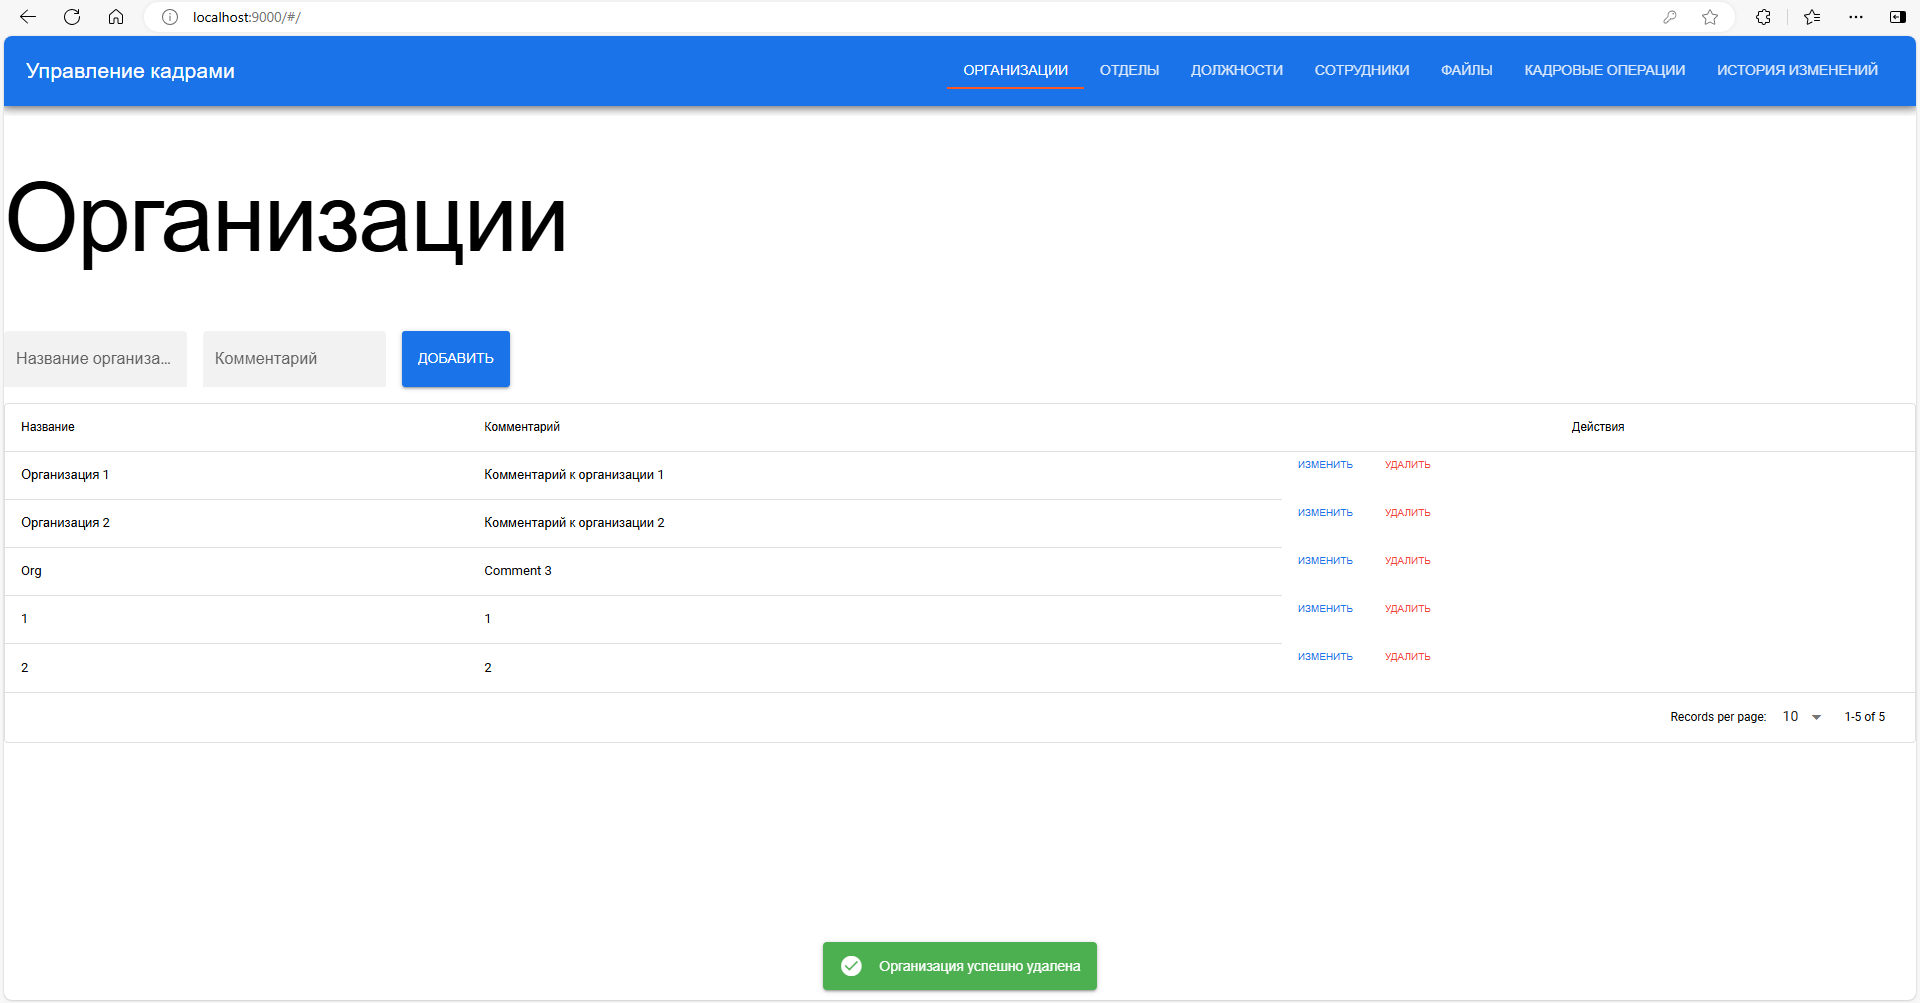 localhost:9000/#/
Управление кадрами
ОРГАНИЗАЦИИ ОТДЕЛЫ ДОЛЖНОСТИ СОТРУДНИКИ ФАЙЛЫ КАДРОВЫЕ ОПЕРАЦИИ ИСТОРИЯ ИЗМЕНЕНИЙ
Организации
Название организа... Комментарий ДОБАВИТЬ
Название Комментарий Действия
Организация 1 Комментарий к организации 1 ИЗМЕНИТЬ УДАЛИТЬ
Организация 2 Комментарий к организации 2 ИЗМЕНИТЬ УДАЛИТЬ
Org Comment 3 ИЗМЕНИТЬ УДАЛИТЬ
1 1 ИЗМЕНИТЬ УДАЛИТЬ
2 2 ИЗМЕНИТЬ УДАЛИТЬ
Records per page: 10 1-5 of 5
Организация успешно удалена